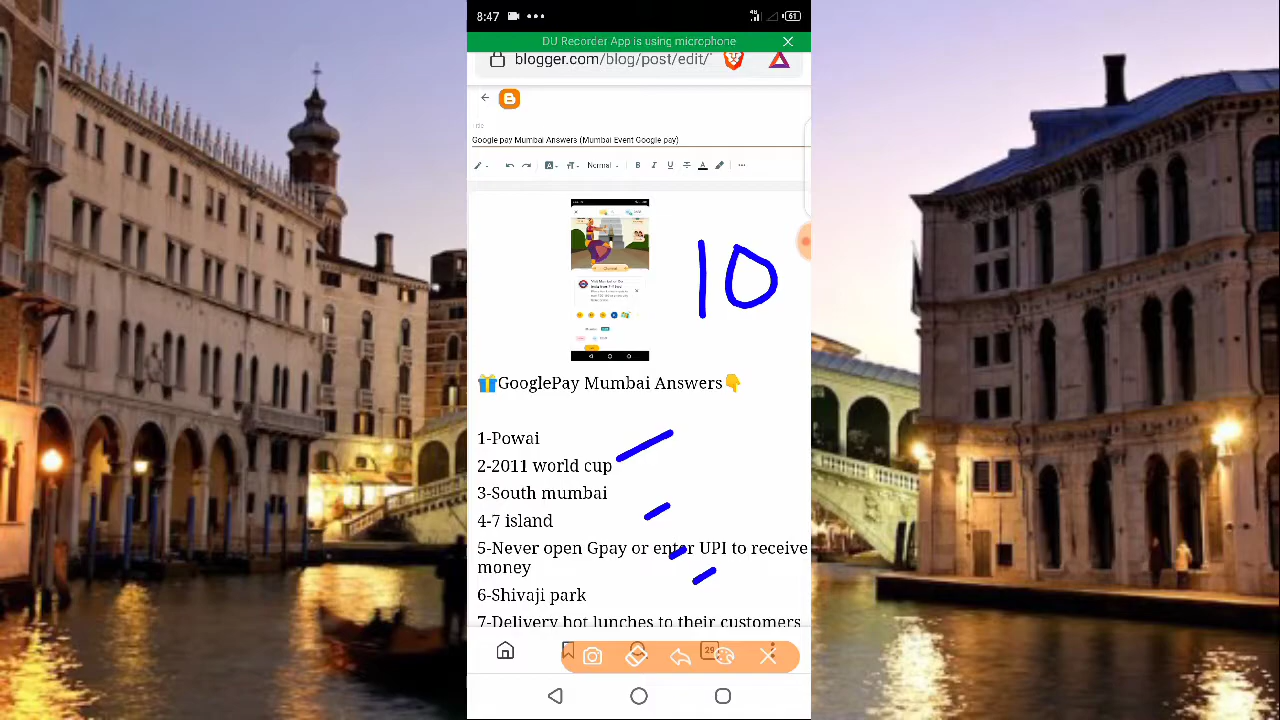 8:47
4G
61
DU Recorder App is using microphone
blogger.com/blog/post/edit/
Google pay Mumbai Answers (Mumbai Event Google pay)
Normal
B I U
A
10
🎁GooglePay Mumbai Answers👇
1-Powai
2-2011 world cup
3-South mumbai
4-7 island
5-Never open Gpay or enter UPI to receive
money
6-Shivaji park
7-Delivery hot lunches to their customers
29